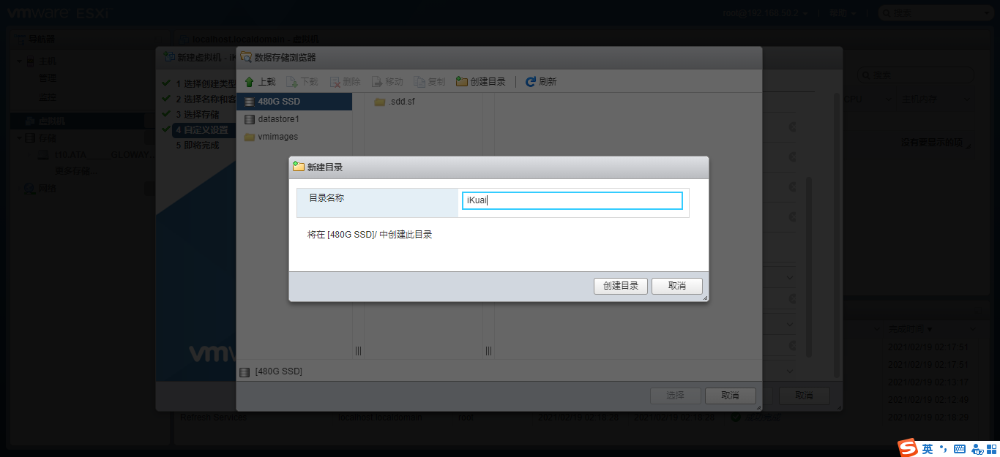 vmware ESXi
root@192.168.50.2
帮助
搜索
导航器
localhost.localdomain - 虚拟机
主机
管理
监控
虚拟机
存储
t10.ATA_____GLOWAY...
更多存储...
网络
新建虚拟机 - iK
1 选择创建类型
2 选择名称和客
3 选择存储
4 自定义设置
5 即将完成
vmw
数据存储浏览器
上载
下载
删除
移动
复制
创建目录
刷新
480G SSD
datastore1
vmimages
.sdd.sf
新建目录
目录名称
iKuai
将在 [480G SSD]/ 中创建此目录
创建目录
取消
[480G SSD]
选择
取消
取消
搜索
CPU
主机内存
没有要显示的项
完成时间
2021/02/19 02:17:51
2021/02/19 02:17:51
2021/02/19 02:13:17
2021/02/19 02:12:49
2021/02/19 02:18:29
Refresh Services
localhost.localdomain
root
2021/02/19 02:18:28
2021/02/19 02:18:28
成功完成
英